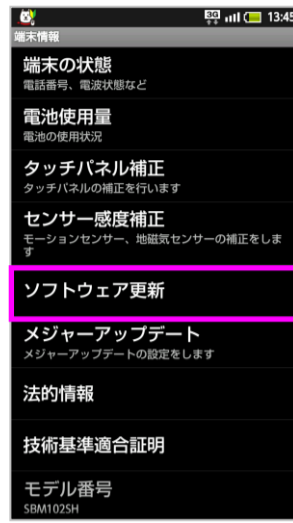 3G 13:45
端末情報
端末の状態
電話番号、電波状態など
電池使用量
電池の使用状況
タッチパネル補正
タッチパネルの補正を行います
センサー感度補正
モーションセンサー、地磁気センサーの補正をしま
す
ソフトウェア更新
メジャーアップデート
メジャーアップデートの設定をします
法的情報
技術基準適合証明
モデル番号
SBM102SH